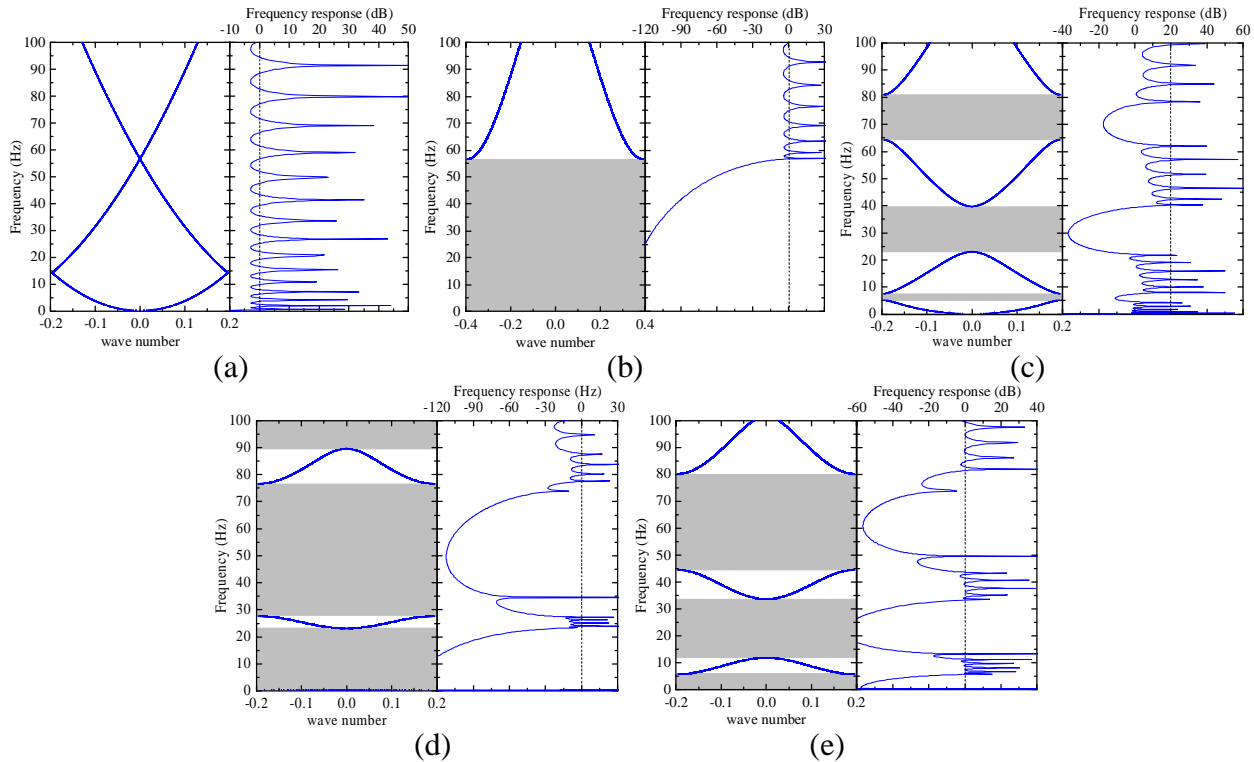 Frequency response (dB)
-10 0 10 20 30 40 50
100
90
80
70
60
50
40
30
20
10
0
Frequency (Hz)
-0.2 -0.1 0.0 0.1 0.2
wave number
(a)
Frequency response (dB)
-120 -90 -60 -30 0 30
100
90
80
70
60
50
40
30
20
10
0
Frequency (Hz)
-0.4 -0.2 0.0 0.2 0.4
wave number
(b)
Frequency response (dB)
-40 -20 0 20 40 60
100
90
80
70
60
50
40
30
20
10
0
Frequency (Hz)
-0.2 -0.1 0.0 0.1 0.2
wave number
(c)
Frequency response (Hz)
-120 -90 -60 -30 0 30
100
90
80
70
60
50
40
30
20
10
0
Frequency (Hz)
-0.2 -0.1 0.0 0.1 0.2
wave number
(d)
Frequency response (dB)
-60 -40 -20 0 20 40
100
90
80
70
60
50
40
30
20
10
0
Frequency (Hz)
-0.2 -0.1 0.0 0.1 0.2
wave number
(e)